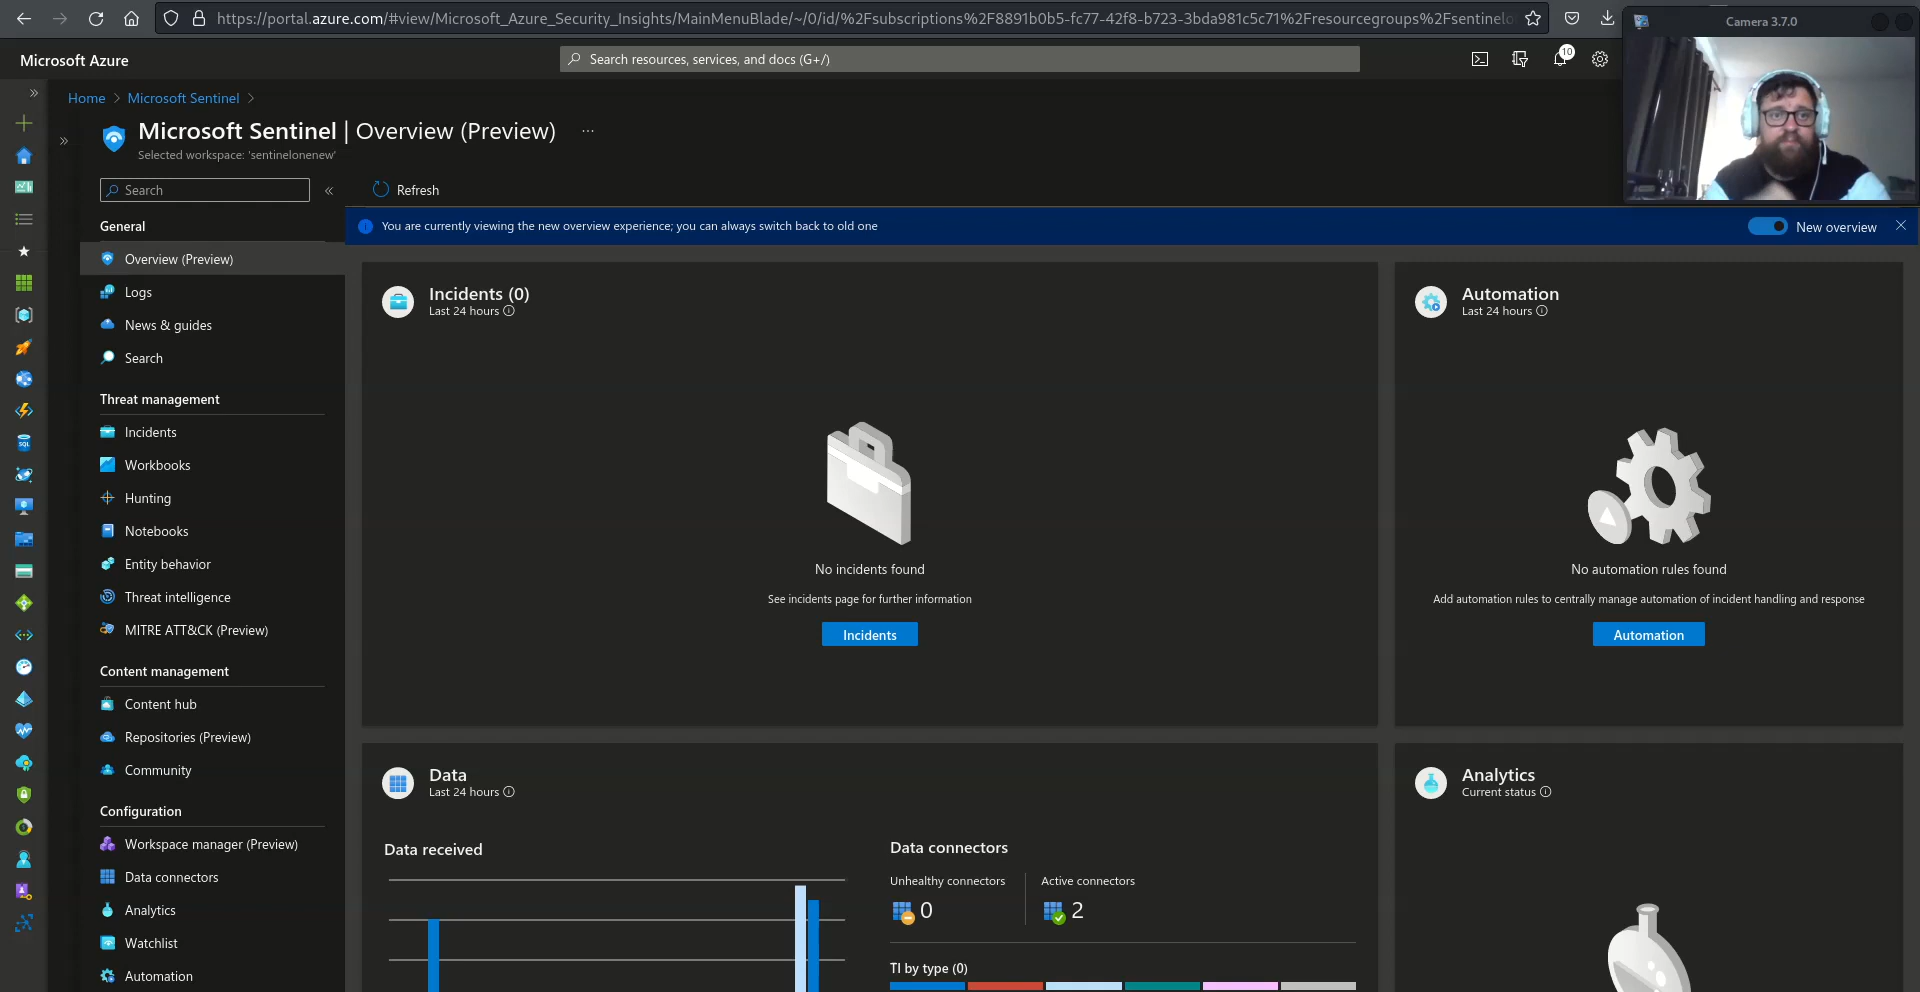 https://portal.azure.com/#view/Microsoft_Azure_Security_Insights/MainMenuBlade/~/0/id/%2Fsubscriptions%2F8891b0b5-fc77-42f8-b723-3bda981c5c71%2Fresourcegroups%2Fsentinelo
Camera 3.7.0
Microsoft Azure
Search resources, services, and docs (G+/)
10
Home > Microsoft Sentinel >
Microsoft Sentinel | Overview (Preview) ...
Selected workspace: 'sentinelonenew'
Search
Refresh
You are currently viewing the new overview experience; you can always switch back to old one
New overview
General
Overview (Preview)
Logs
News & guides
Search
Threat management
Incidents
Workbooks
Hunting
Notebooks
Entity behavior
Threat intelligence
MITRE ATT&CK (Preview)
Content management
Content hub
Repositories (Preview)
Community
Configuration
Workspace manager (Preview)
Data connectors
Analytics
Watchlist
Automation
SQL
Incidents (0)
Last 24 hours
No incidents found
See incidents page for further information
Incidents
Automation
Last 24 hours
No automation rules found
Add automation rules to centrally manage automation of incident handling and response
Automation
Data
Last 24 hours
Data received
Data connectors
Unhealthy connectors
0
Active connectors
2
TI by type (0)
Analytics
Current status